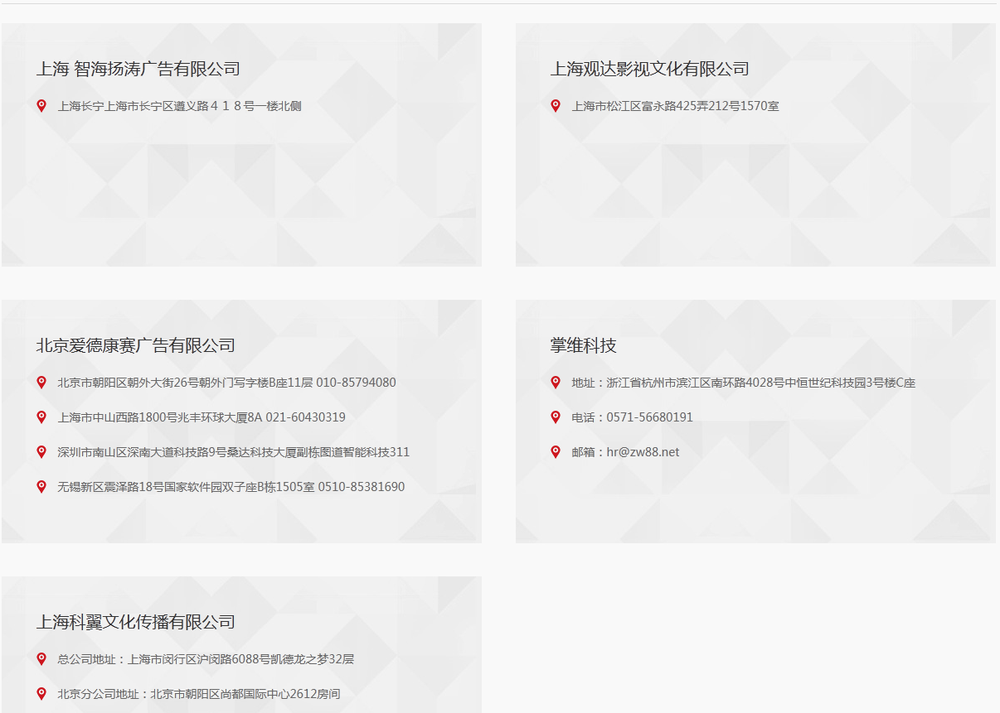 上海 智海扬涛广告有限公司
上海长宁上海市长宁区遵义路４１８号一楼北侧
上海观达影视文化有限公司
上海市松江区富永路425弄212号1570室
北京爱德康赛广告有限公司
北京市朝阳区朝外大街26号朝外门写字楼B座11层 010-85794080
上海市中山西路1800号兆丰环球大厦8A 021-60430319
深圳市南山区深南大道科技路9号桑达科技大厦副栋图道智能科技311
无锡新区震泽路18号国家软件园双子座B栋1505室 0510-85381690
掌维科技
地址：浙江省杭州市滨江区南环路4028号中恒世纪科技园3号楼C座
电话：0571-56680191
邮箱：hr@zw88.net
上海科翼文化传播有限公司
总公司地址：上海市闵行区沪闵路6088号凯德龙之梦32层
北京分公司地址：北京市朝阳区尚都国际中心2612房间